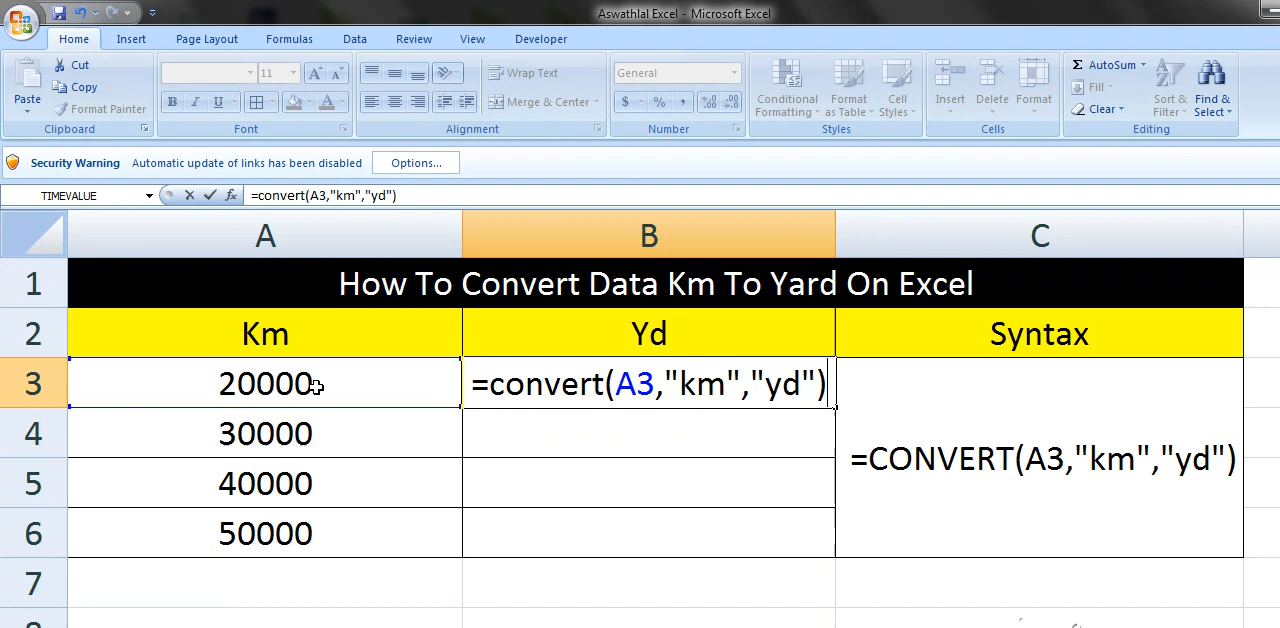 Aswathlal Excel - Microsoft Excel
Home Insert Page Layout Formulas Data Review View Developer
Paste Cut Copy Format Painter
Clipboard
11
B I U A
Font
Wrap Text
Merge & Center
Alignment
General
$ % , .00
Number
Conditional Formatting Format as Table Cell Styles
Styles
Insert Delete Format
Cells
Σ AutoSum
Fill
Clear
Sort & Filter Find & Select
Editing
Security Warning Automatic update of links has been disabled Options...
TIMEVALUE fx =convert(A3,"km","yd")
A B C
1 How To Convert Data Km To Yard On Excel
2 Km Yd Syntax
3 20000 =convert(A3,"km","yd")
4 30000
=CONVERT(A3,"km","yd")
5 40000
6 50000
7